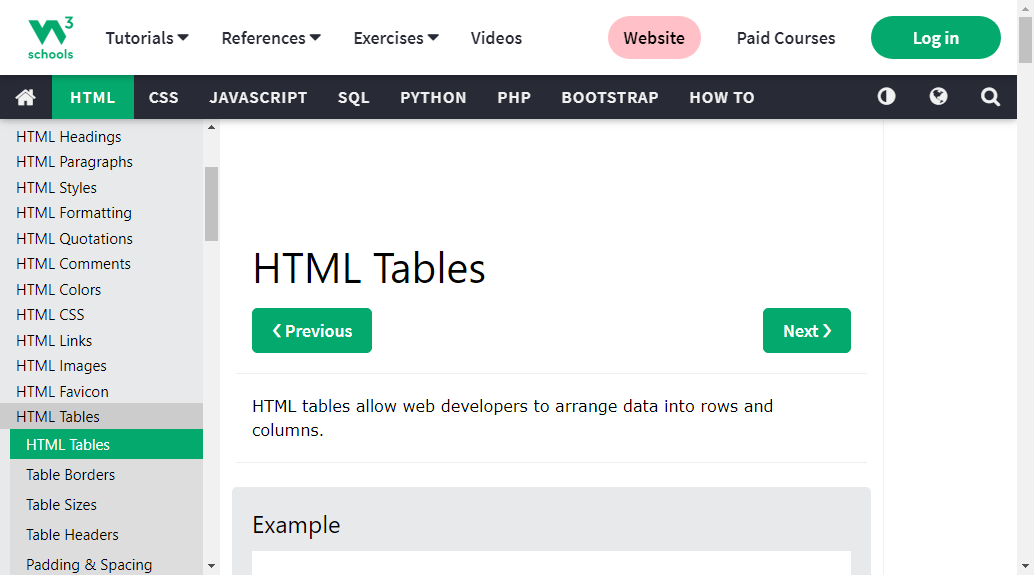 3
schools
Tutorials
References
Exercises
Videos
Website
Paid Courses
Log in
HTML
CSS
JAVASCRIPT
SQL
PYTHON
PHP
BOOTSTRAP
HOW TO
HTML Headings
HTML Paragraphs
HTML Styles
HTML Formatting
HTML Quotations
HTML Comments
HTML Colors
HTML CSS
HTML Links
HTML Images
HTML Favicon
HTML Tables
HTML Tables
Table Borders
Table Sizes
Table Headers
Padding & Spacing
HTML Tables
❮ Previous
Next ❯
HTML tables allow web developers to arrange data into rows and
columns.
Example